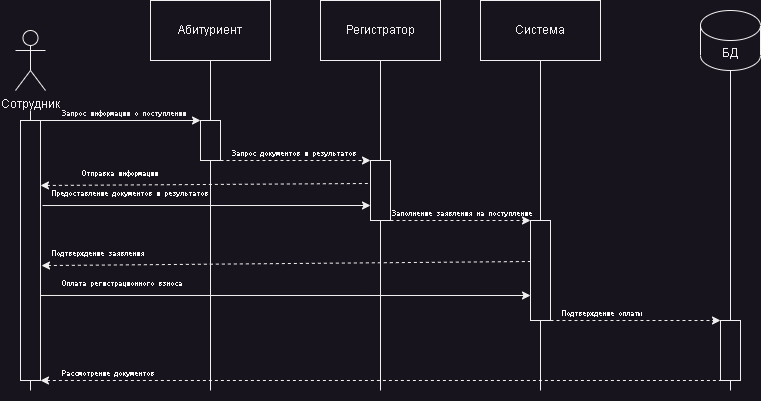 Абитуриент
Регистратор
Система
БД
Сотрудник
Запрос информации о поступлении
Запрос документов и результатов
Отправка информации
Предоставление документов и результатов
Заполнение заявления на поступление
Подтверждение заявления
Оплата регистрационного взноса
Подтверждение оплаты
Рассмотрение документов